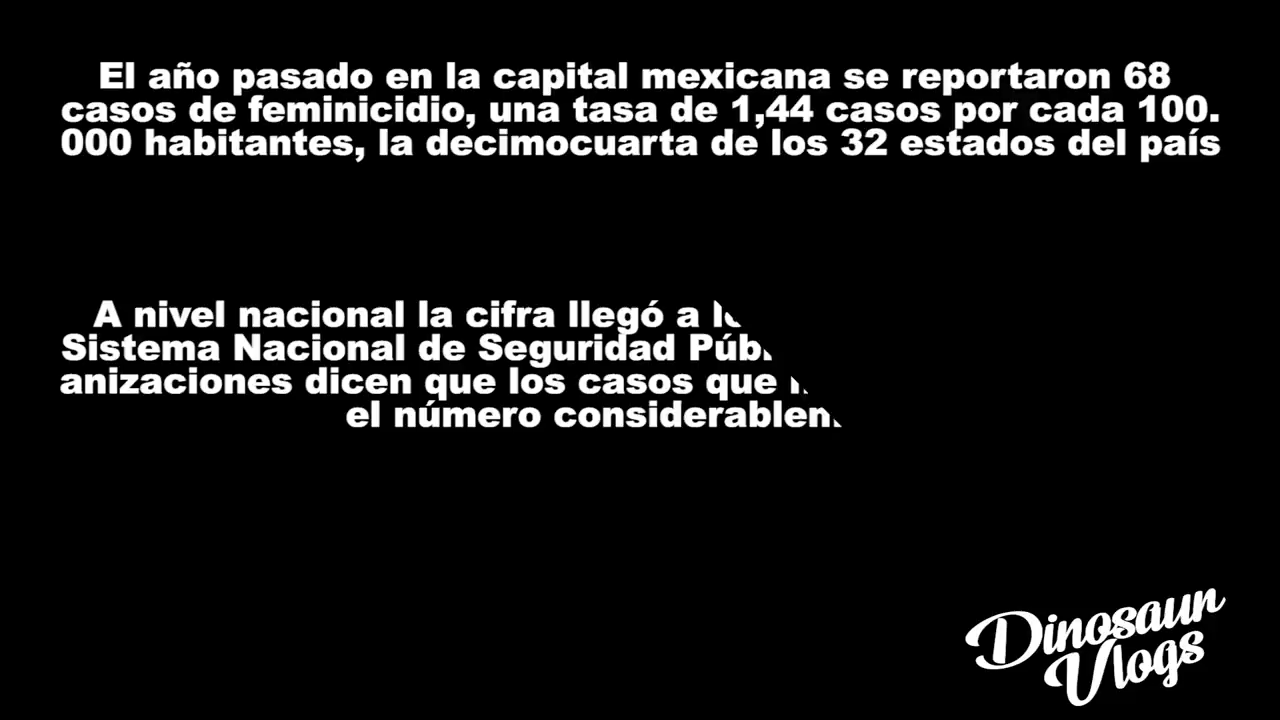 El año pasado en la capital mexicana se reportaron 68
casos de feminicidio, una tasa de 1,44 casos por cada 100.
000 habitantes, la decimocuarta de los 32 estados del país
A nivel nacional la cifra llegó a
Sistema Nacional de Seguridad
anizaciones dicen que los casos que
el número
Dinosaur
Vlogs